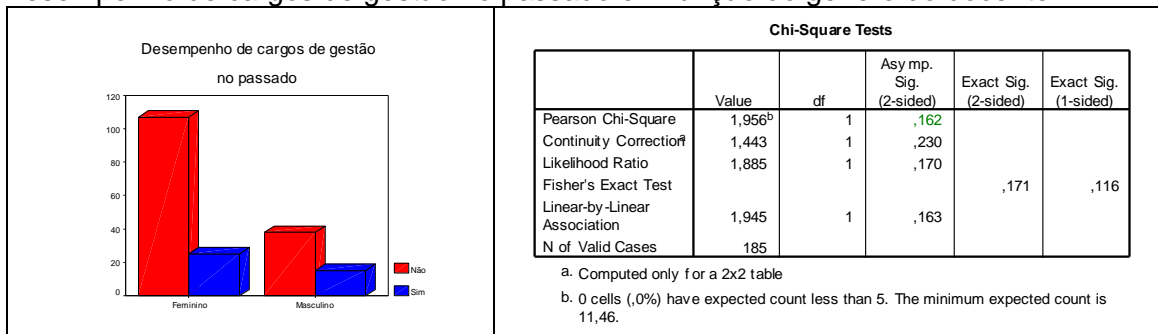 Desempenho de cargos de gestão
no passado
120
100
80
60
40
20
0
Feminino
Masculino
Não
Sim
Chi-Square Tests
Value
df
Asymp.
Sig.
(2-sided)
Exact Sig.
(2-sided)
Exact Sig.
(1-sided)
Pearson Chi-Square 1,956b 1 ,162
Continuity Correctiona 1,443 1 ,230
Likelihood Ratio 1,885 1 ,170
Fisher's Exact Test ,171 ,116
Linear-by-Linear
Association 1,945 1 ,163
N of Valid Cases 185
a. Computed only for a 2x2 table
b. 0 cells (,0%) have expected count less than 5. The minimum expected count is
11,46.